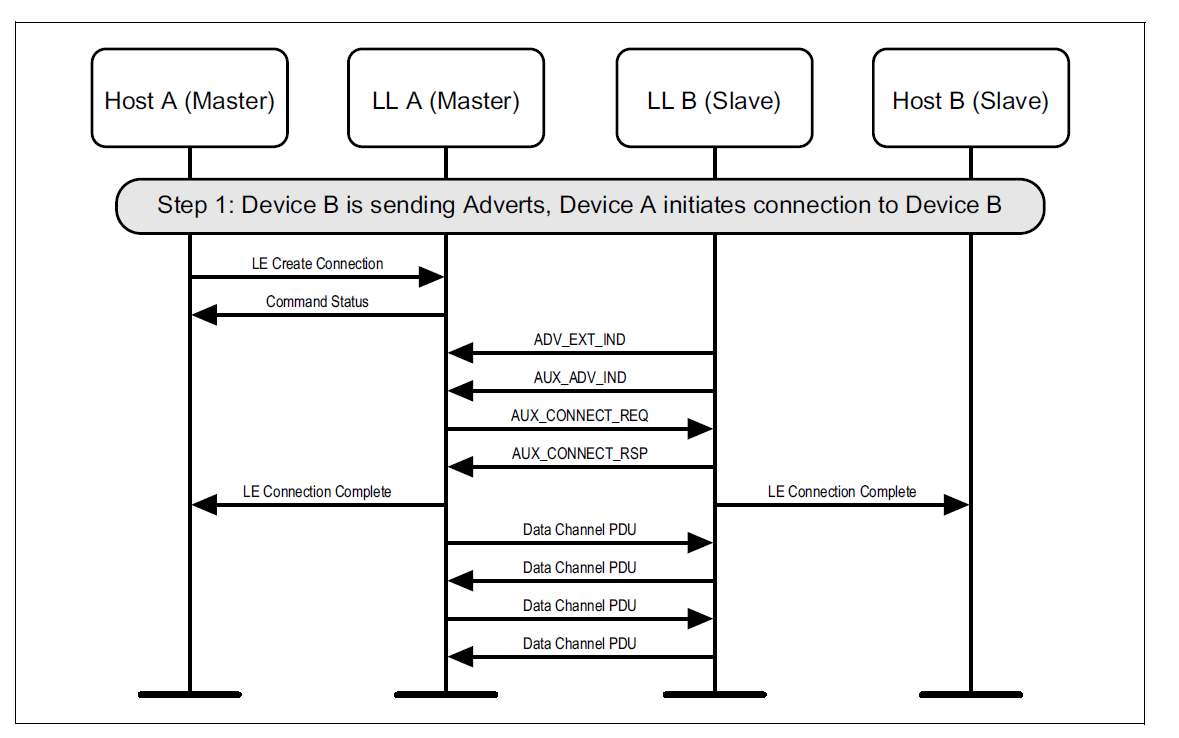 Host A (Master)
LL A (Master)
LL B (Slave)
Host B (Slave)
Step 1: Device B is sending Adverts, Device A initiates connection to Device B
LE Create Connection
Command Status
ADV_EXT_IND
AUX_ADV_IND
AUX_CONNECT_REQ
AUX_CONNECT_RSP
LE Connection Complete
LE Connection Complete
Data Channel PDU
Data Channel PDU
Data Channel PDU
Data Channel PDU